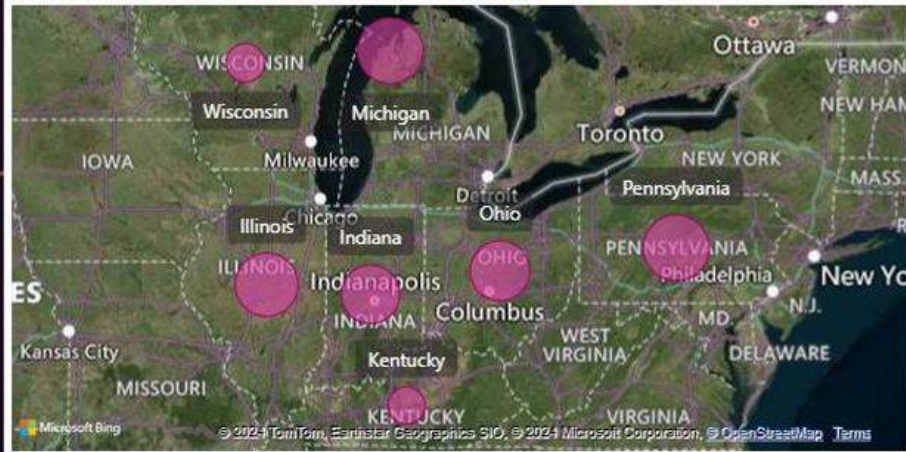 Ottawa
WISCONSIN
VERMON
Wisconsin
Michigan
NEW HAM
MICHIGAN
Toronto
IOWA
Milwaukee
NEW YORK
MASS.
Detroit
Pennsylvania
Ohio
Chicago
Illinois
Indiana
PENNSYLVANIA
OHIO
ILLINOIS
Philadelphia
New Yo
Indianapolis
ES
Columbus
N.J.
MD
INDIANA
WEST
VIRGINIA
Kansas City
Kentucky
DELAWARE
MISSOURI
KENTUCKY
VIRGINIA
Microsoft Bing
© 2024 TomTom, Earthstar Geographics SIO, © 2024 Microsoft Corporation, © OpenStreetMap Terms